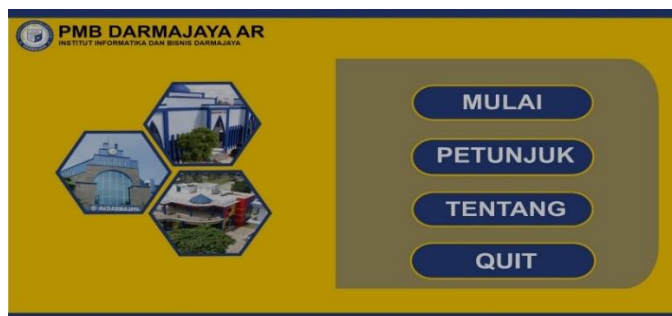 PMB DARMAJAYA AR
INSTITUT INFORMATIKA DAN BISNIS DARMAJAYA
MULAI
PETUNJUK
TENTANG
QUIT